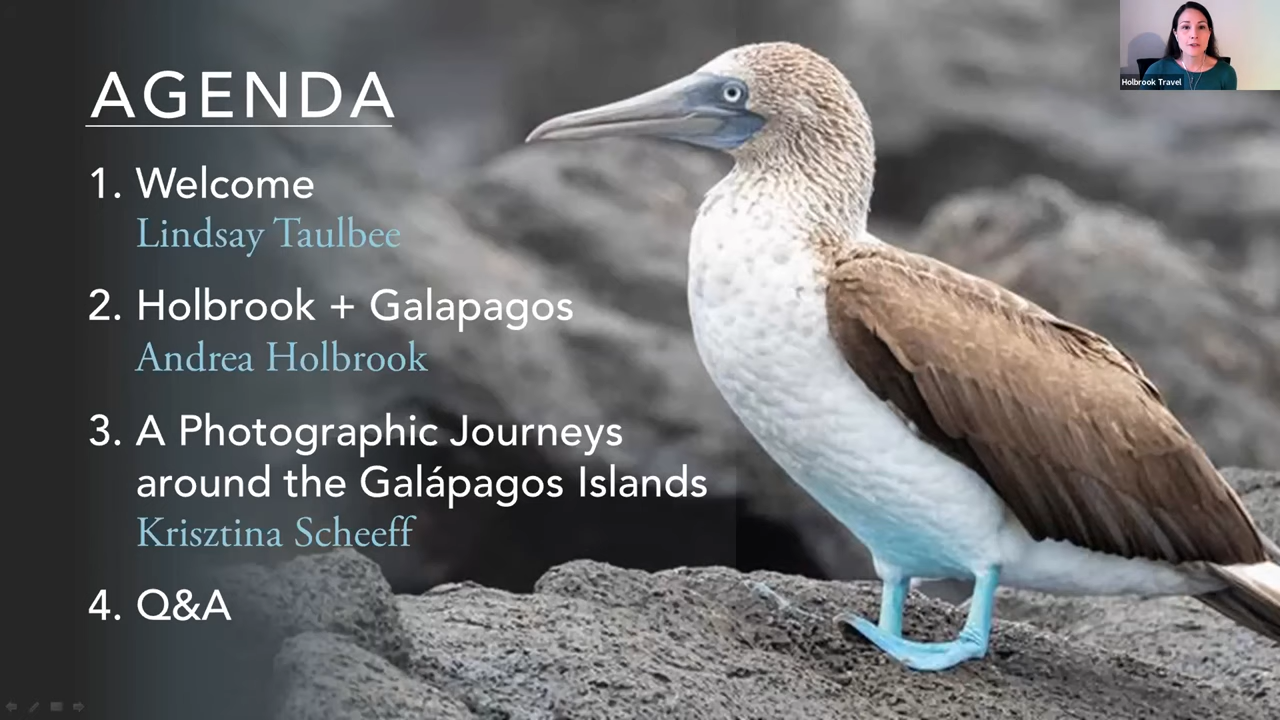 AGENDA
1. Welcome
Lindsay Taulbee
2. Holbrook + Galapagos
Andrea Holbrook
3. A Photographic Journeys
around the Galápagos Islands
Krisztina Scheeff
4. Q&A
Holbrook Travel